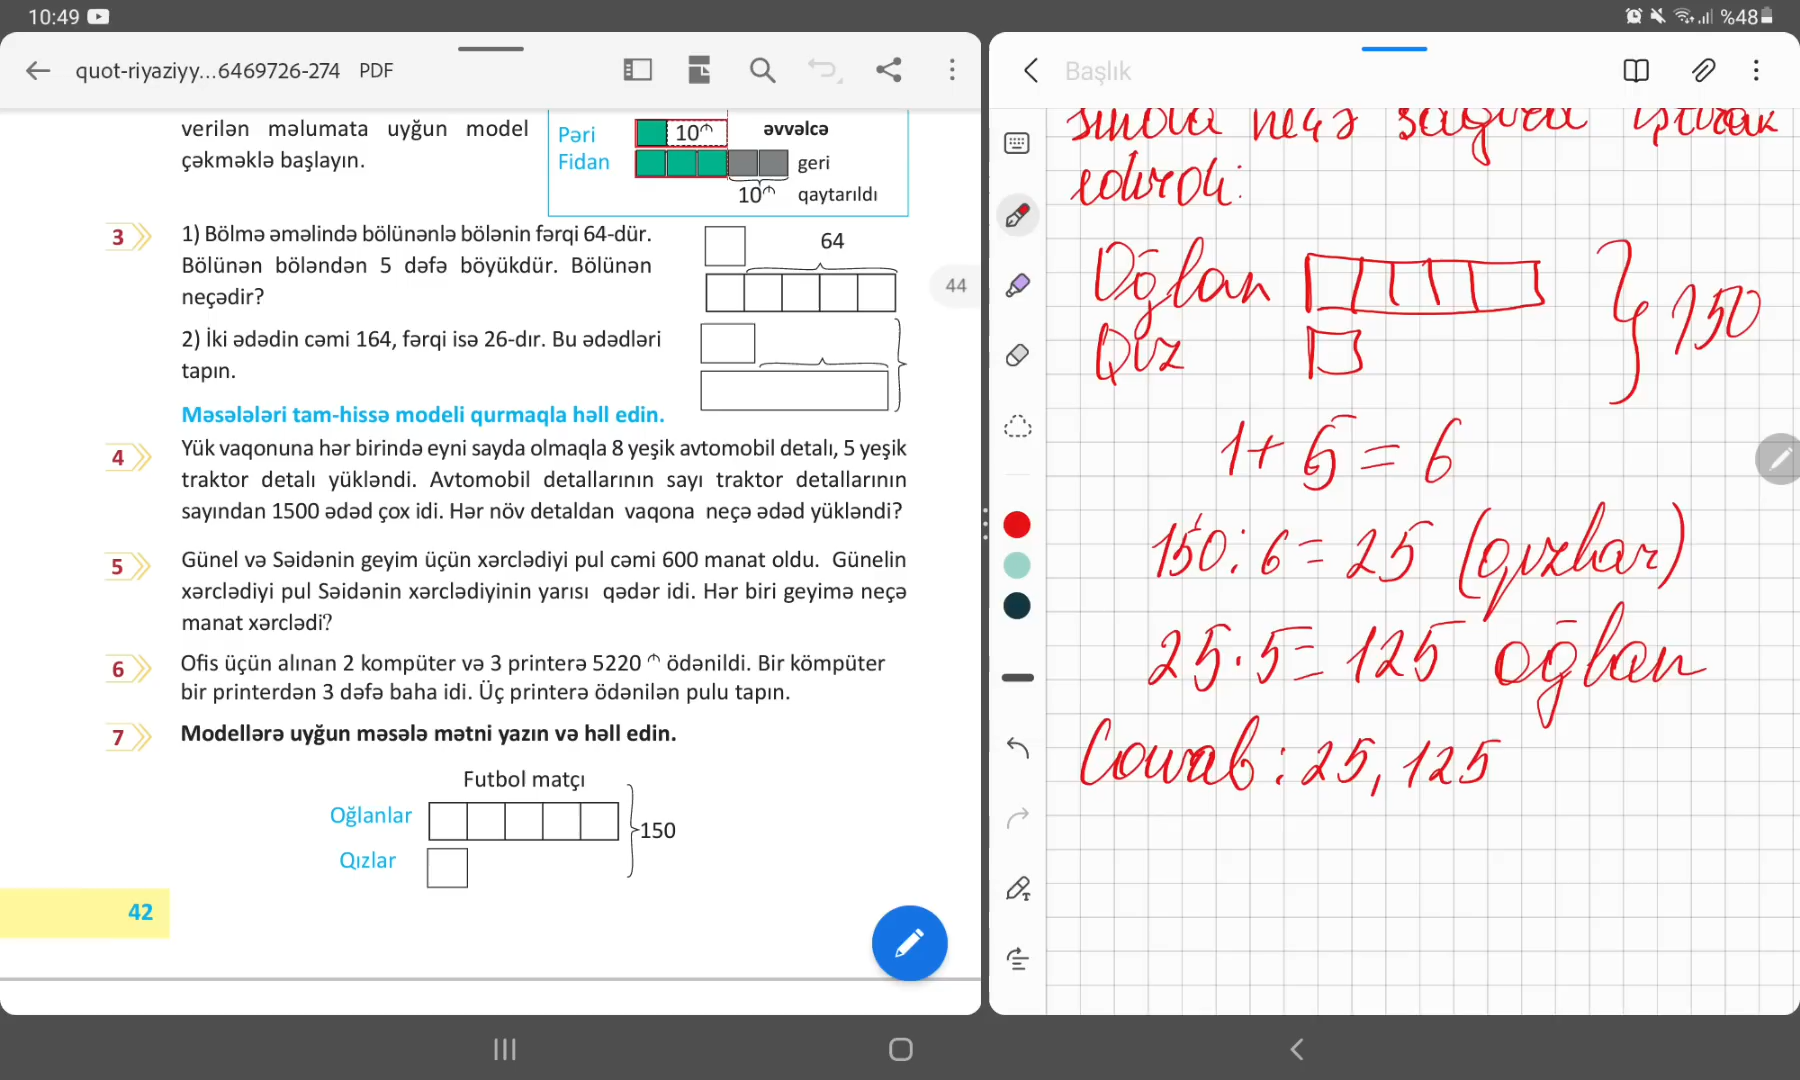 10:49
%48
quot-riyaziyy...6469726-274 PDF
Başlık
verilən məlumata uyğun model
çəkməklə başlayın.
Pəri 10₼ əvvəlcə
Fidan geri
10₼ qaytarıldı
3 1) Bölmə əməlində bölünənlə bölənin fərqi 64-dür.
Bölünən böləndən 5 dəfə böyükdür. Bölünən
neçədir?
64
44
2) İki ədədin cəmi 164, fərqi isə 26-dır. Bu ədədləri
tapın.
Məsələləri tam-hissə modeli qurmaqla həll edin.
4 Yük vaqonuna hər birində eyni sayda olmaqla 8 yeşik avtomobil detalı, 5 yeşik
traktor detalı yükləndi. Avtomobil detallarının sayı traktor detallarının
sayından 1500 ədəd çox idi. Hər növ detaldan vaqona neçə ədəd yükləndi?
5 Günel və Səidənin geyim üçün xərclədiyi pul cəmi 600 manat oldu. Günelin
xərclədiyi pul Səidənin xərclədiyinin yarısı qədər idi. Hər biri geyimə neçə
manat xərclədi?
6 Ofis üçün alınan 2 kompüter və 3 printerə 5220 ₼ ödənildi. Bir kömpüter
bir printerdən 3 dəfə baha idi. Üç printerə ödənilən pulu tapın.
7 Modellərə uyğun məsələ mətni yazın və həll edin.
Futbol matçı
Oğlanlar
150
Qızlar
42
neçə
Oğlan
Qız
150
1+5=6
150:6=25 (qızlar)
25·5=125 oğlan
Cavab: 25, 125